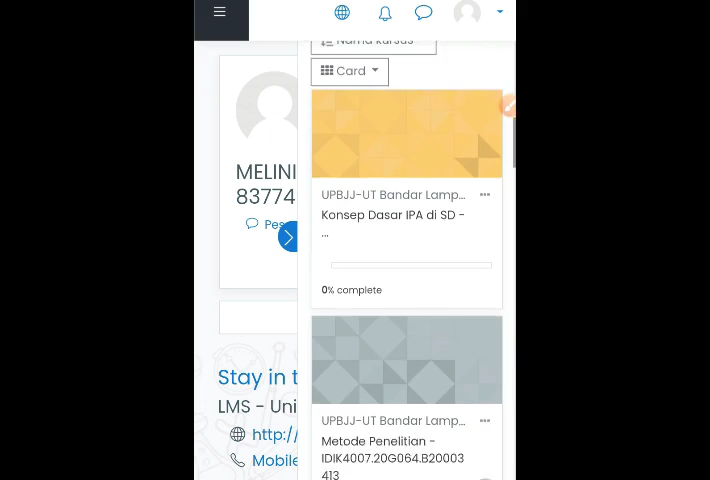 Nama Kursus
Card
MELINI
83774
Pes
UPBJJ-UT Bandar Lamp...
Konsep Dasar IPA di SD -
...
0% complete
UPBJJ-UT Bandar Lamp...
Metode Penelitian -
IDIK4007.20G064.B20003
413
Stay in t
LMS - Uni
http://
Mobile